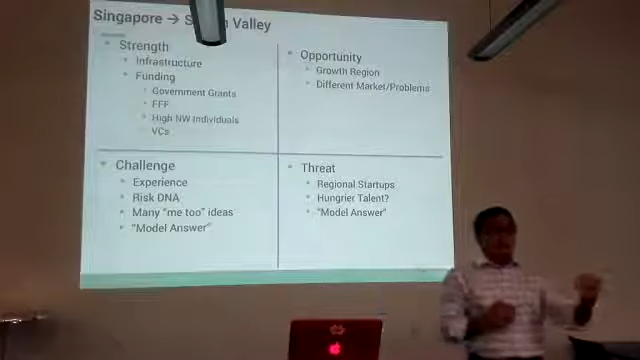 Singapore → Valley
Strength
Infrastructure
Funding
Government Grants
FFF
High NW Individuals
VCs
Opportunity
Growth Region
Different Market/Problems
Challenge
Experience
Risk DNA
Many "me too" ideas
"Model Answer"
Threat
Regional Startups
Hungrier Talent?
"Model Answer"